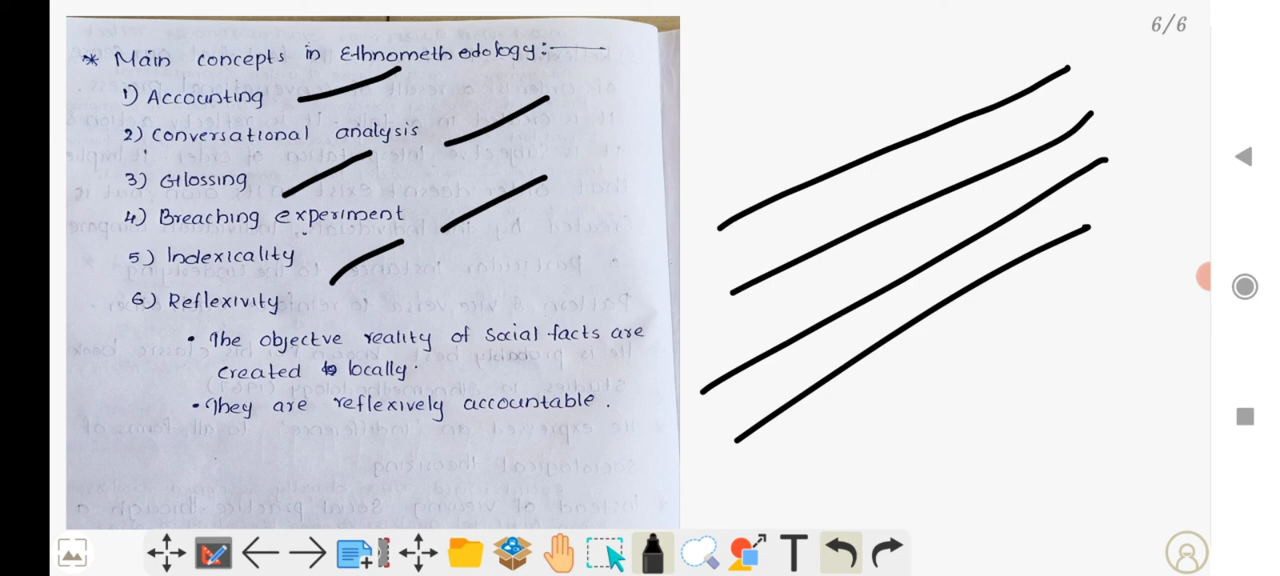 6/6
* Main concepts in Ethnomethodology:
1) Accounting
2) Conversational analysis
3) Glossing
4) Breaching experiment
5) Indexicality
6) Reflexivity
• The objectve reality of Social facts are
created locally.
• They are reflexively accountable.
T